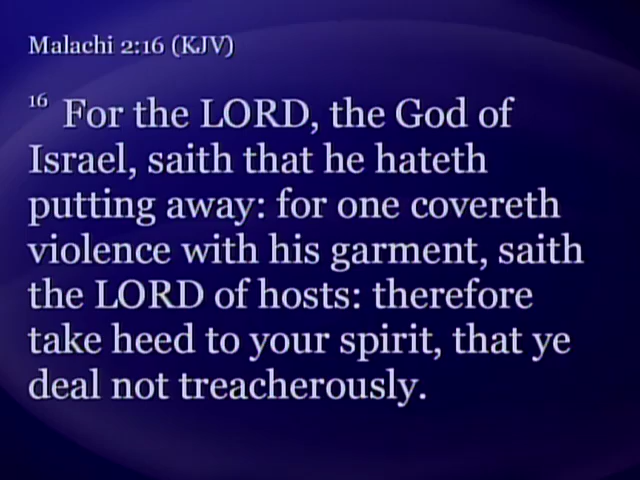 Malachi 2:16 (KJV)
16 For the LORD, the God of
Israel, saith that he hateth
putting away: for one covereth
violence with his garment, saith
the LORD of hosts: therefore
take heed to your spirit, that ye
deal not treacherously.